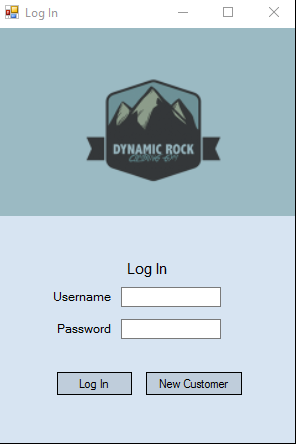 Log In
DYNAMIC ROCK
Log In
Username
Password
Log In New Customer